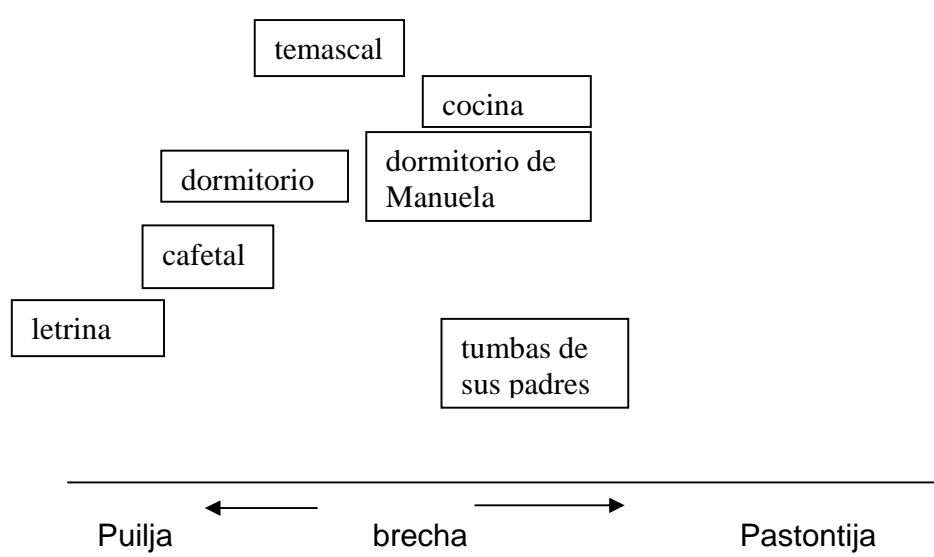 temascal
cocina
dormitorio de
Manuela
dormitorio
cafetal
letrina
tumbas de
sus padres
Puilja
brecha
Pastontija